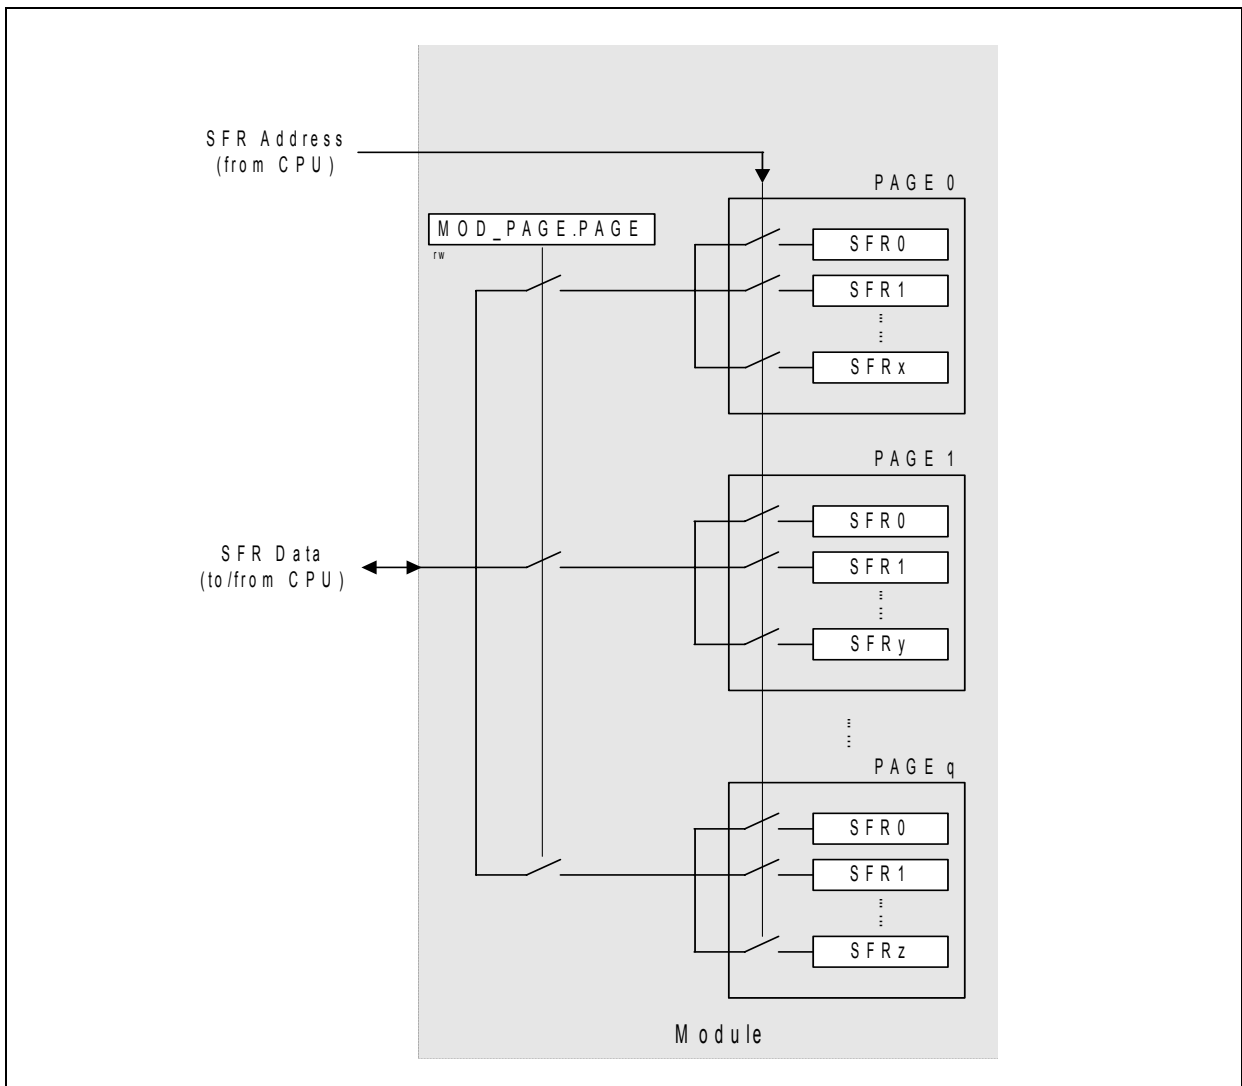 SFR Address
(from CPU)
PAGE 0
MOD_PAGE.PAGE
rw
SFR0
SFR1
SFRx
PAGE 1
SFR0
SFR1
SFRy
SFR Data
(to/from CPU)
PAGE q
SFR0
SFR1
SFRz
Module